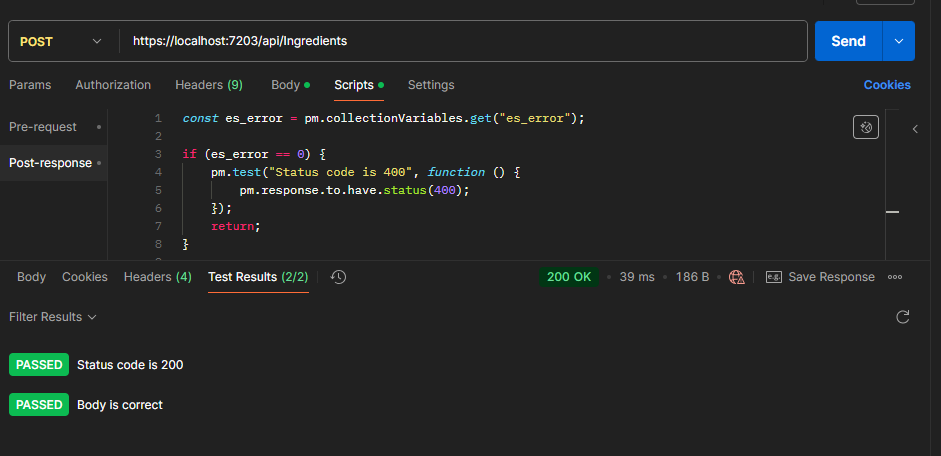 POST https://localhost:7203/api/Ingredients Send
Params Authorization Headers (9) Body Scripts Settings Cookies
Pre-request
Post-response
1 const es_error = pm.collectionVariables.get("es_error");
2
3 if (es_error == 0) {
4 pm.test("Status code is 400", function () {
5 pm.response.to.have.status(400);
6 });
7 return;
8 }
Body Cookies Headers (4) Test Results (2/2) 200 OK 39 ms 186 B e.g. Save Response
Filter Results
PASSED Status code is 200
PASSED Body is correct